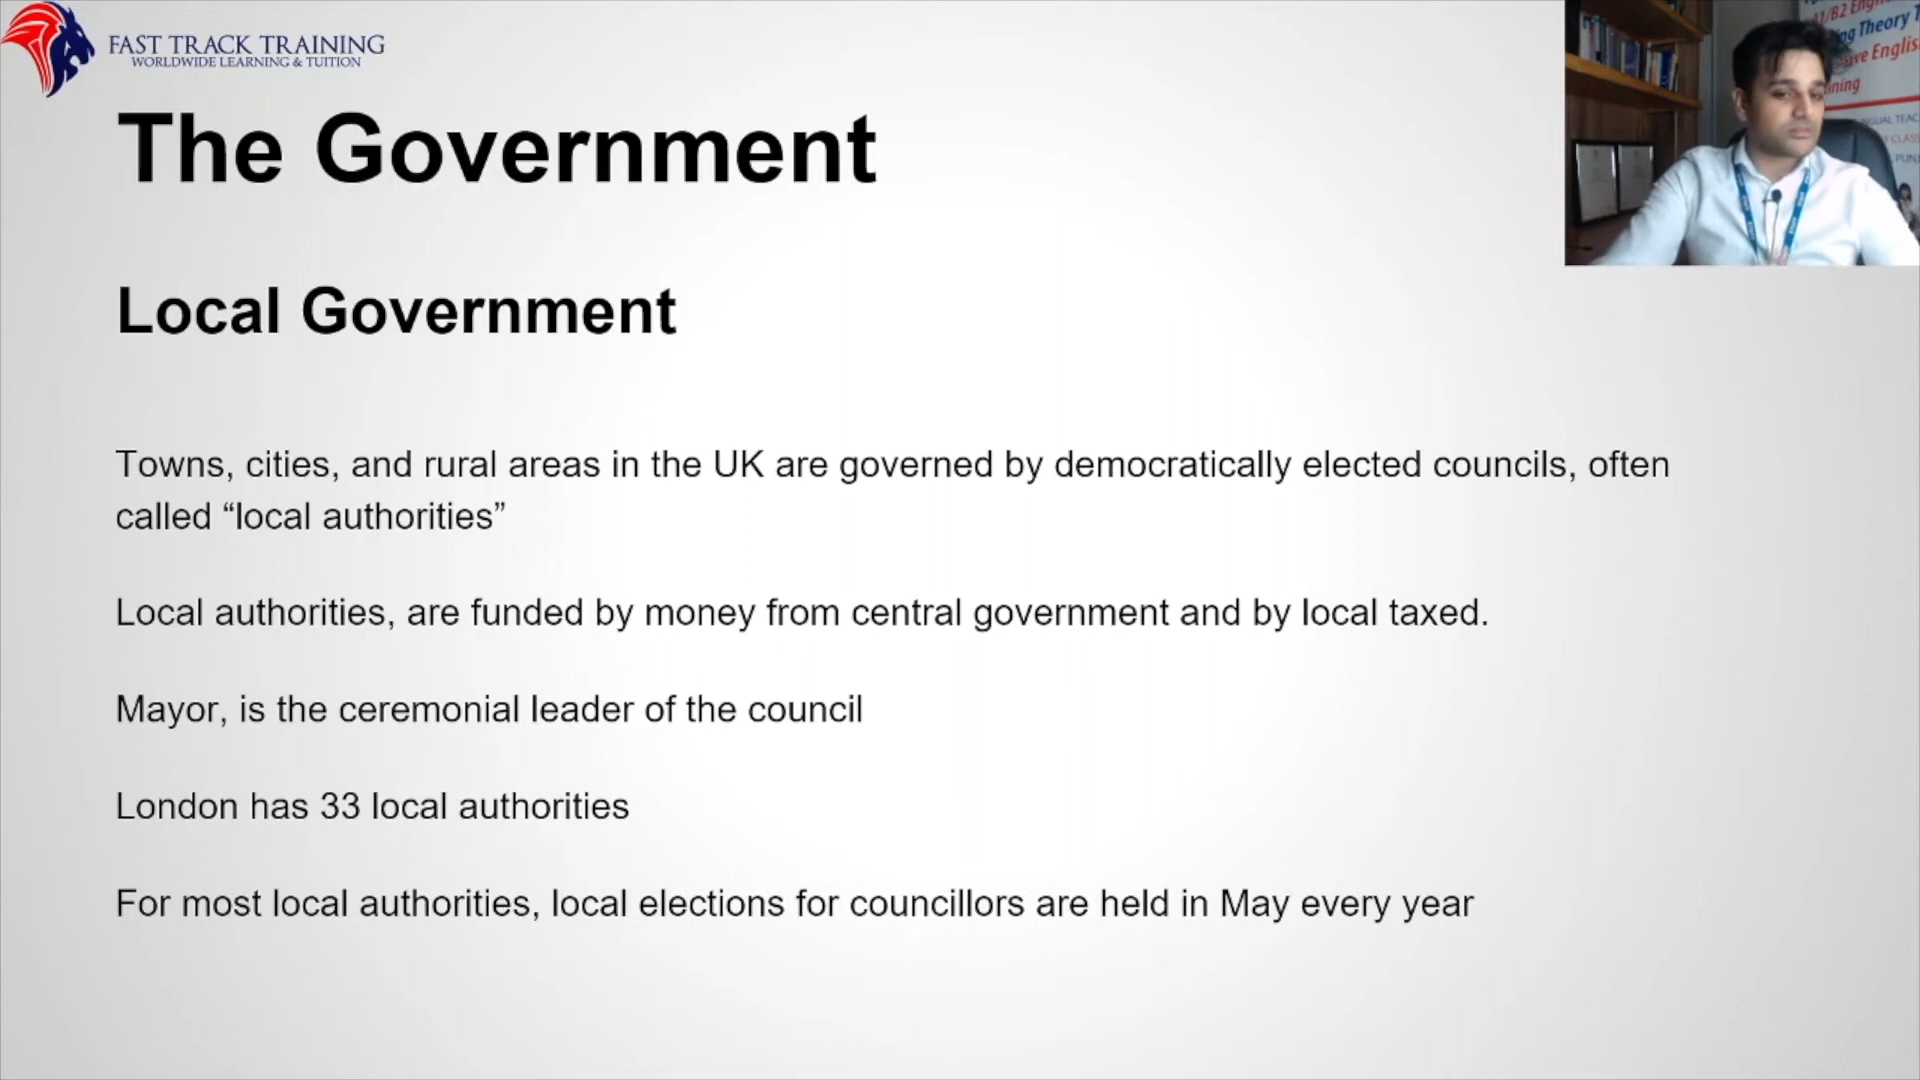 FAST TRACK TRAINING
WORLDWIDE LEARNING & TUITION
The Government
Local Government
Towns, cities, and rural areas in the UK are governed by democratically elected councils, often
called “local authorities”
Local authorities, are funded by money from central government and by local taxed.
Mayor, is the ceremonial leader of the council
London has 33 local authorities
For most local authorities, local elections for councillors are held in May every year
Theory